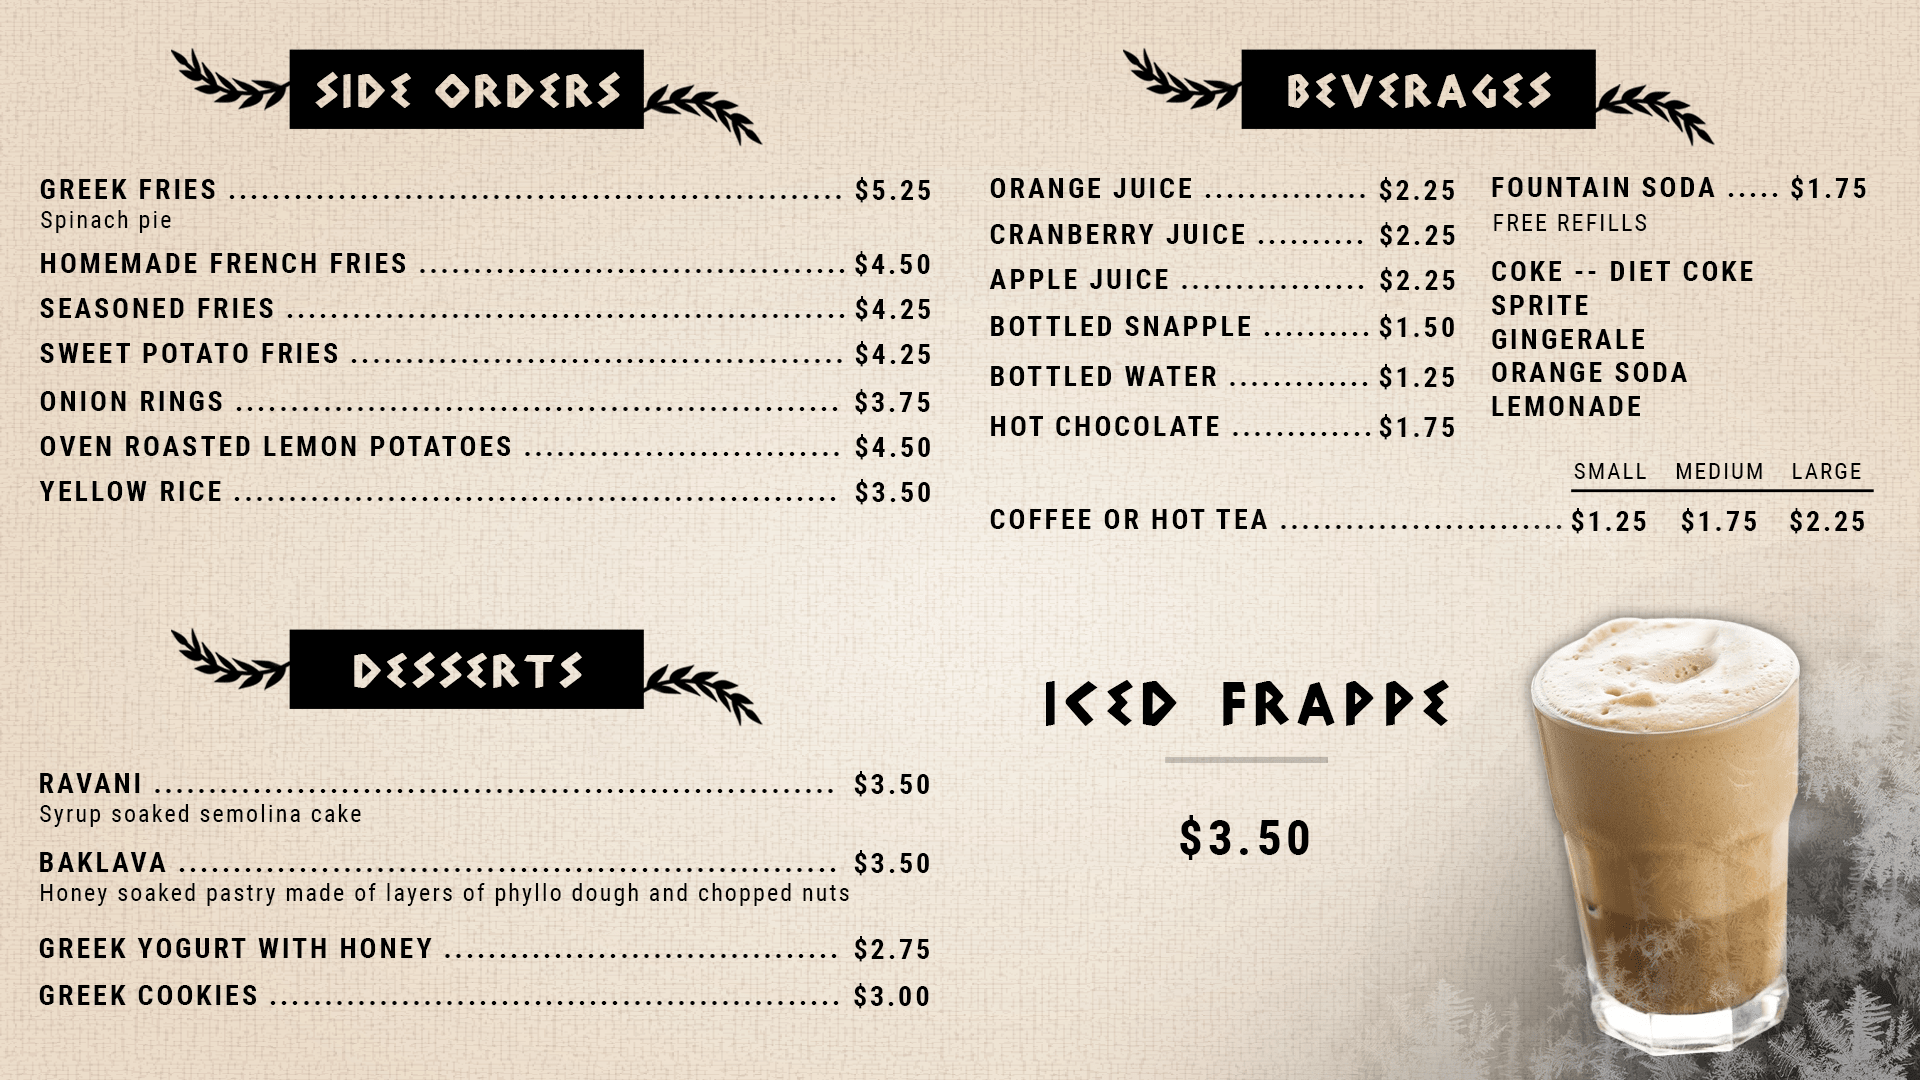 SIDE ORDERS
GREEK FRIES ........ $5.25
Spinach pie
HOMEMADE FRENCH FRIES ........ $4.50
SEASONED FRIES ........ $4.25
SWEET POTATO FRIES ........ $4.25
ONION RINGS ........ $3.75
OVEN ROASTED LEMON POTATOES ........ $4.50
YELLOW RICE ........ $3.50
DESSERTS
RAVANI ........ $3.50
Syrup soaked semolina cake
BAKLAVA ........ $3.50
Honey soaked pastry made of layers of phyllo dough and chopped nuts
GREEK YOGURT WITH HONEY ........ $2.75
GREEK COOKIES ........ $3.00
BEVERAGES
ORANGE JUICE ........ $2.25
CRANBERRY JUICE ........ $2.25
APPLE JUICE ........ $2.25
BOTTLED SNAPPLE ........ $1.50
BOTTLED WATER ........ $1.25
HOT CHOCOLATE ........ $1.75
FOUNTAIN SODA ..... $1.75
FREE REFILLS
COKE -- DIET COKE
SPRITE
GINGERALE
ORANGE SODA
LEMONADE
SMALL MEDIUM LARGE
COFFEE OR HOT TEA ........ $1.25 $1.75 $2.25
ICED FRAPPE
$3.50